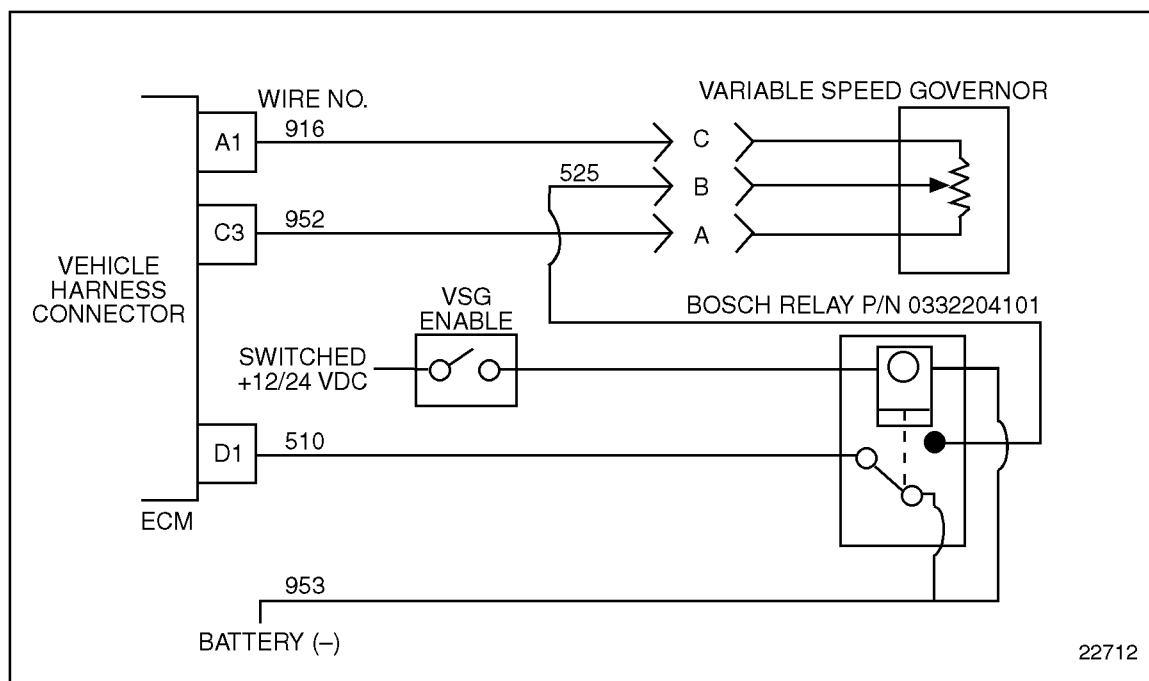 WIRE NO.
VARIABLE SPEED GOVERNOR
A1
916
C
525
B
C3
952
A
VEHICLE
HARNESS
CONNECTOR
VSG
ENABLE
BOSCH RELAY P/N 0332204101
SWITCHED
+12/24 VDC
D1
510
ECM
953
BATTERY (–)
22712